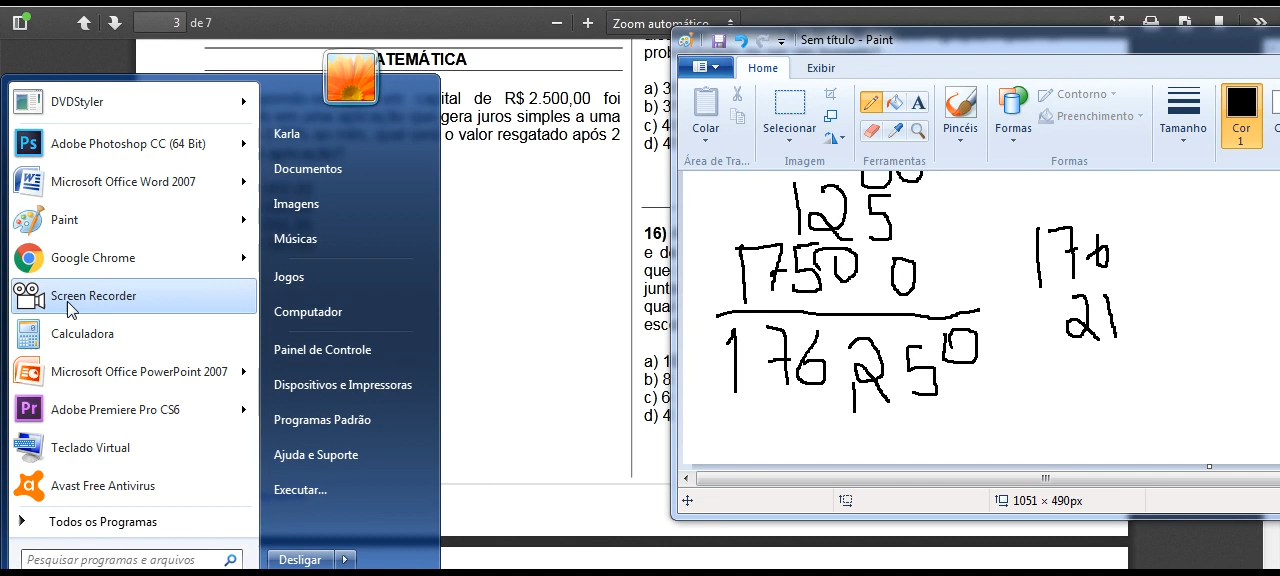 3 de 7
Zoom automático
ATEMÁTICA
capital de R$ 2.500,00 foi
gera juros simples a uma
o valor resgatado após 2
DVDStyler
Adobe Photoshop CC (64 Bit)
Microsoft Office Word 2007
Paint
Google Chrome
Screen Recorder
Calculadora
Microsoft Office PowerPoint 2007
Adobe Premiere Pro CS6
Teclado Virtual
Avast Free Antivirus
Todos os Programas
Pesquisar programas e arquivos
Karla
Documentos
Imagens
Músicas
Jogos
Computador
Painel de Controle
Dispositivos e Impressoras
Programas Padrão
Ajuda e Suporte
Executar...
Desligar
prob
a) 3
b) 3
c) 4
d) 4
16)
e de
que
junt
qua
esc
a) 1
b) 8
c) 6
d) 4
Sem título - Paint
Home
Exibir
Colar
Selecionar
Pincéis
Formas
Contorno
Preenchimento
Tamanho
Cor
1
Área de Tra...
Imagem
Ferramentas
Formas
125
17500
176250
176
21
1051 × 490px